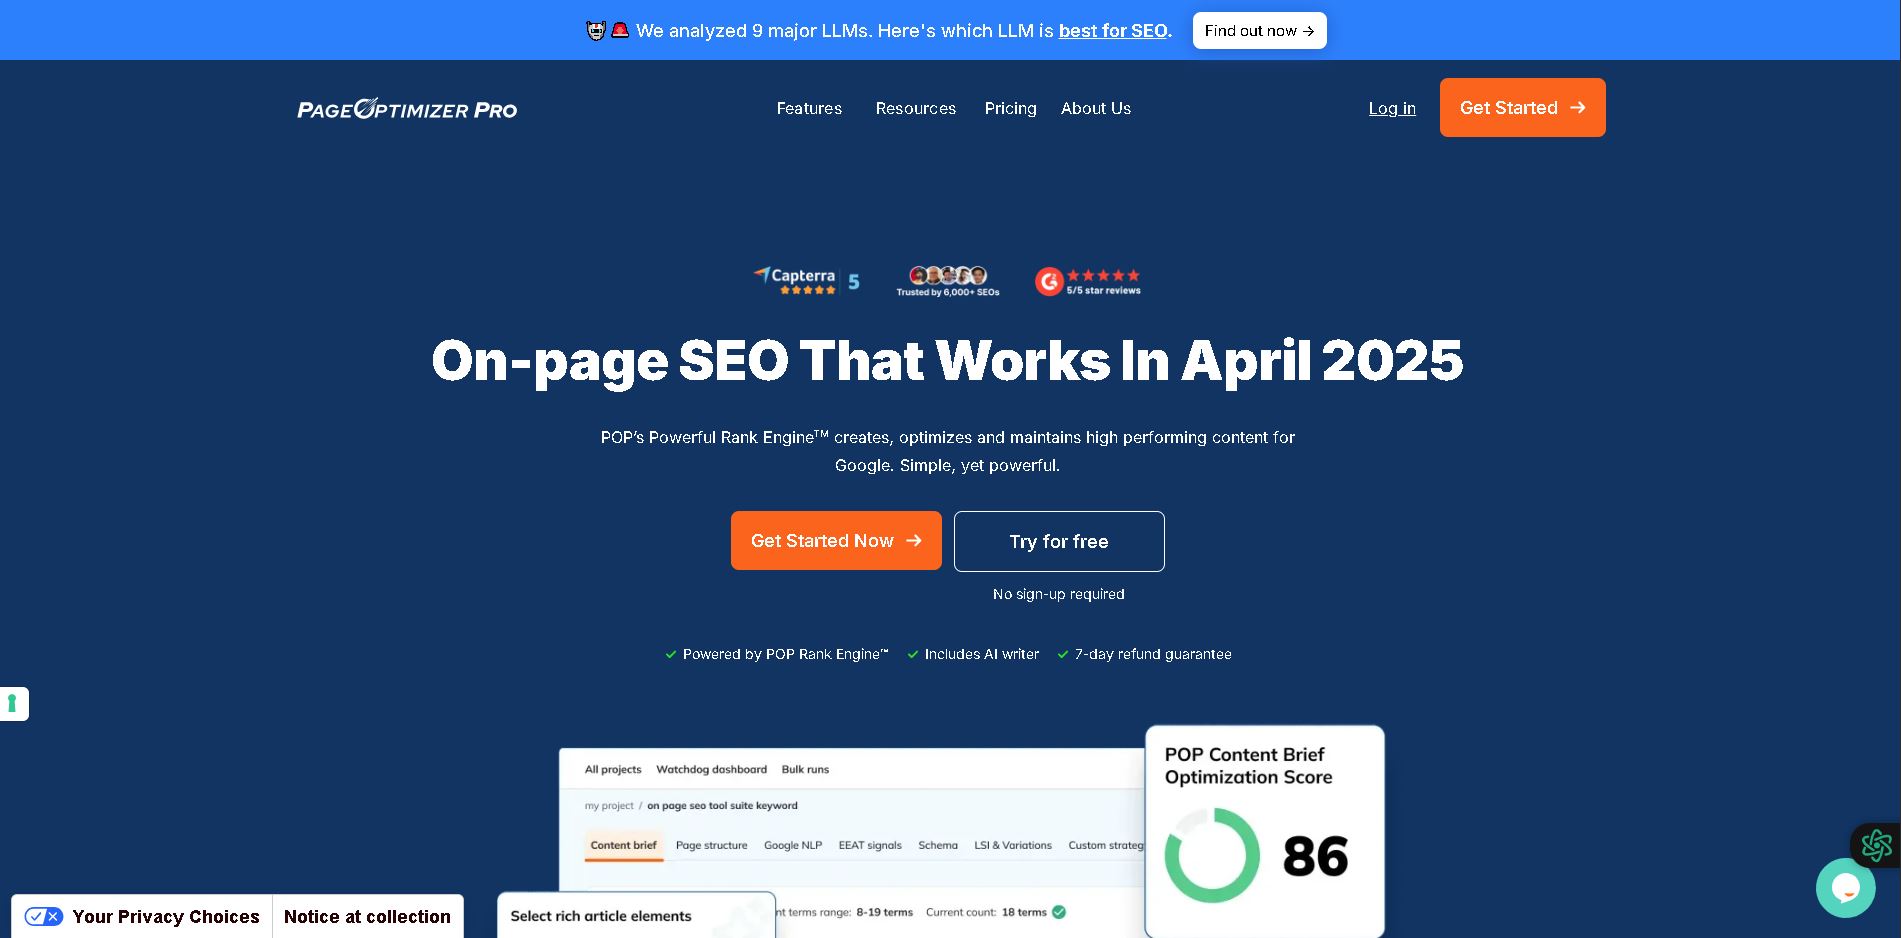 We analyzed 9 major LLMs. Here's which LLM is best for SEO.
Find out now →
PAGEOPTIMIZER PRO
Features
Resources
Pricing
About Us
Log in
Get Started →
Capterra 5
Trusted by 6,000+ SEOs
5/5 star reviews
On-page SEO That Works In April 2025
POP’s Powerful Rank Engine™ creates, optimizes and maintains high performing content for
Google. Simple, yet powerful.
Get Started Now →
Try for free
No sign-up required
Powered by POP Rank Engine™
Includes AI writer
7-day refund guarantee
All projects
Watchdog dashboard
Bulk runs
my project / on page seo tool suite keyword
Content brief
Page structure
Google NLP
EEAT signals
Schema
LSI & Variations
Custom
POP Content Brief
Optimization Score
86
Select rich article elements
terms range: 8-19 terms
Current count: 18 terms
Your Privacy Choices
Notice at collection